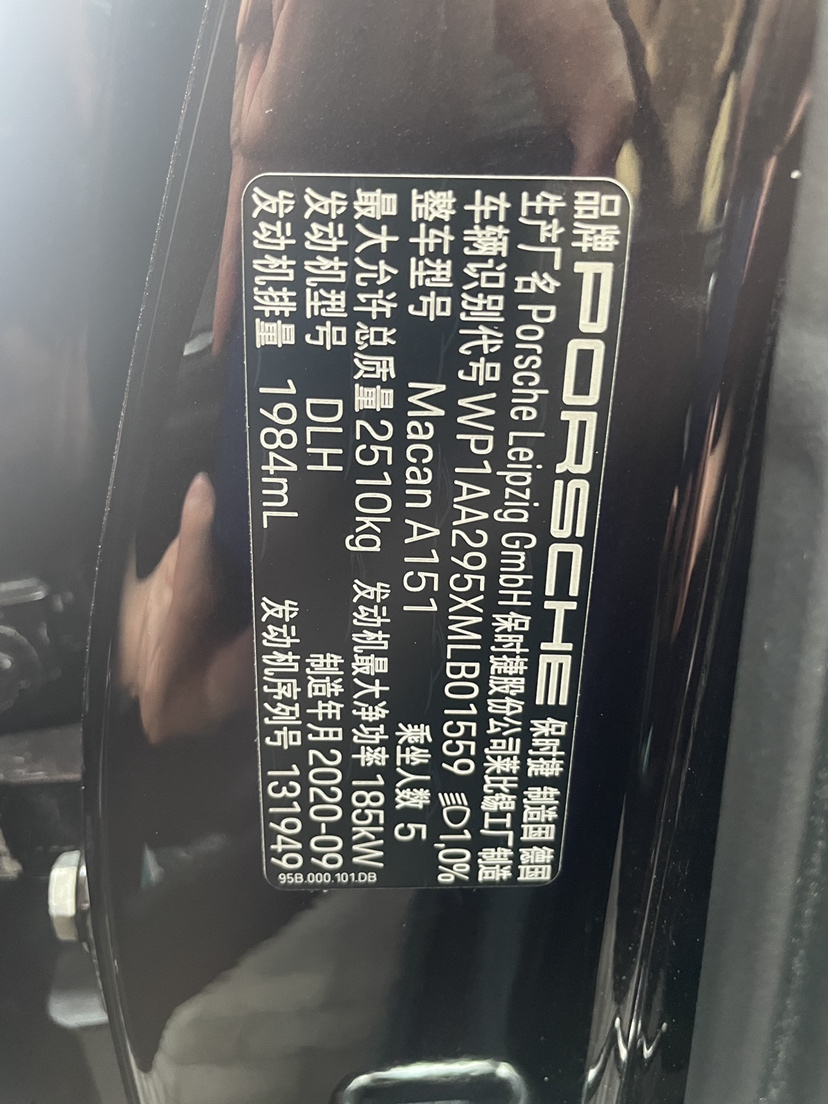 品牌 PORSCHE 保时捷 制造国 德国
生产厂名 Porsche Leipzig GmbH 保时捷股份公司莱比锡工厂制造
车辆识别代号 WP1AA295XMLB01559 1,0%
整车型号 Macan A151 乘坐人数 5
最大允许总质量 2510kg 发动机最大净功率 185kW
发动机型号 DLH 制造年月 2020-09
发动机排量 1984mL 发动机序列号 131949
95B.000.101.DB